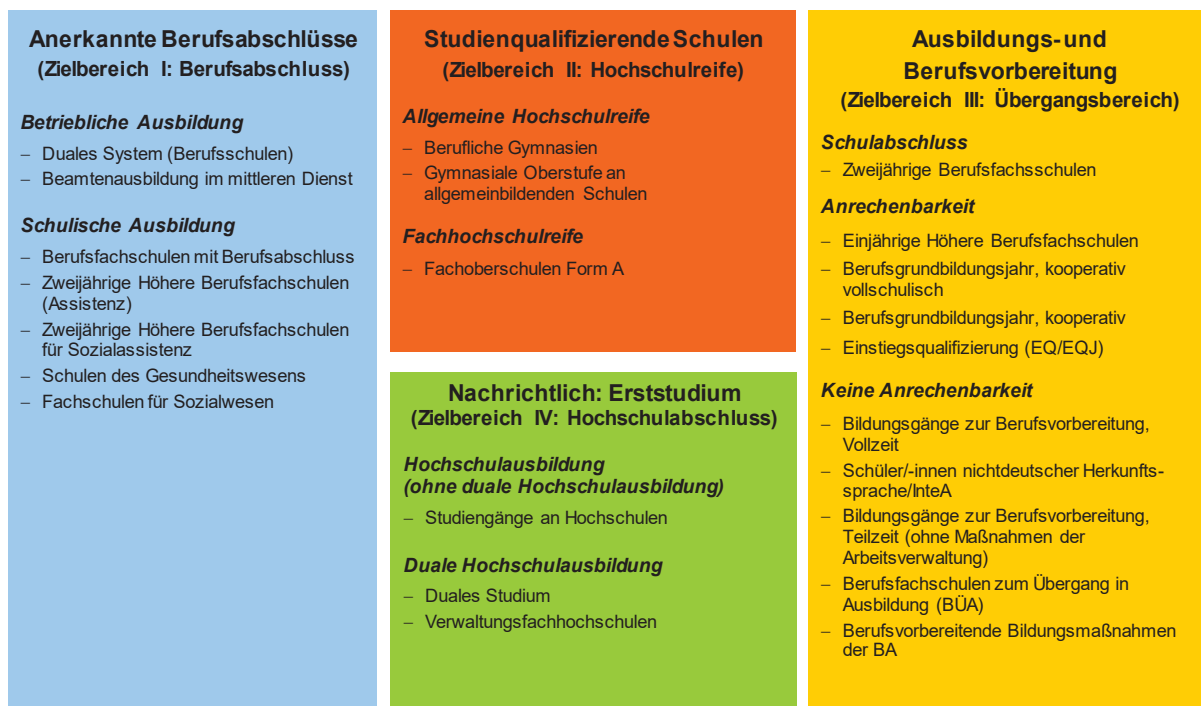 Anerkannte Berufsabschlüsse
(Zielbereich I: Berufsabschluss)
Betriebliche Ausbildung
– Duales System (Berufsschulen)
– Beamtenausbildung im mittleren Dienst
Schulische Ausbildung
– Berufsfachschulen mit Berufsabschluss
– Zweijährige Höhere Berufsfachschulen
(Assistenz)
– Zweijährige Höhere Berufsfachschulen
für Sozialassistenz
– Schulen des Gesundheitswesens
– Fachschulen für Sozialwesen
Studienqualifizierende Schulen
(Zielbereich II: Hochschulreife)
Allgemeine Hochschulreife
– Berufliche Gymnasien
– Gymnasiale Oberstufe an
allgemeinbildenden Schulen
Fachhochschulreife
– Fachoberschulen Form A
Nachrichtlich: Erststudium
(Zielbereich IV: Hochschulabschluss)
Hochschulausbildung
(ohne duale Hochschulausbildung)
– Studiengänge an Hochschulen
Duale Hochschulausbildung
– Duales Studium
– Verwaltungsfachhochschulen
Ausbildungs- und
Berufsvorbereitung
(Zielbereich III: Übergangsbereich)
Schulabschluss
– Zweijährige Berufsfachsschulen
Anrechenbarkeit
– Einjährige Höhere Berufsfachschulen
– Berufsgrundbildungsjahr, kooperativ
vollschulisch
– Berufsgrundbildungsjahr, kooperativ
– Einstiegsqualifizierung (EQ/EQJ)
Keine Anrechenbarkeit
– Bildungsgänge zur Berufsvorbereitung,
Vollzeit
– Schüler/-innen nichtdeutscher Herkunfts-
sprache/InteA
– Bildungsgänge zur Berufsvorbereitung,
Teilzeit (ohne Maßnahmen der
Arbeitsverwaltung)
– Berufsfachschulen zum Übergang in
Ausbildung (BÜA)
– Berufsvorbereitende Bildungsmaßnahmen
der BA